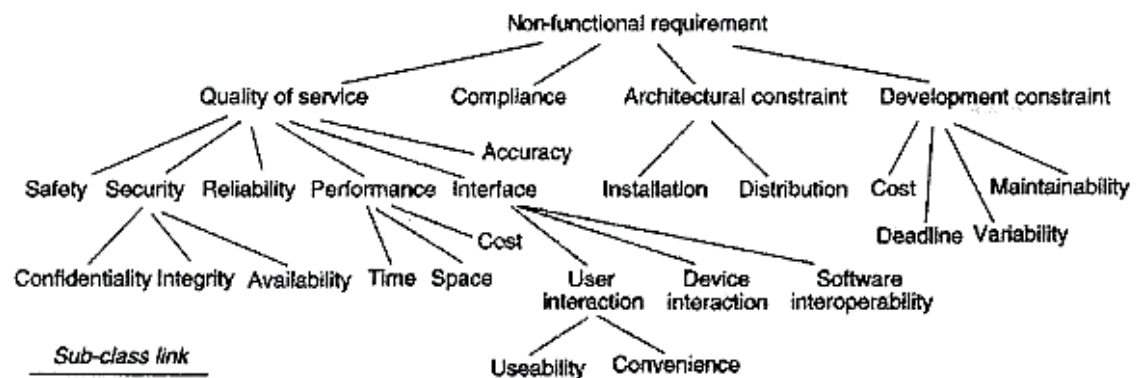 Non-functional requirement
Quality of service Compliance Architectural constraint Development constraint
Accuracy
Safety Security Reliability Performance Interface Installation Distribution Cost Maintainability
Cost Deadline Variability
Confidentiality Integrity Availability Time Space User interaction Device interaction Software interoperability
Sub-class link Useability Convenience